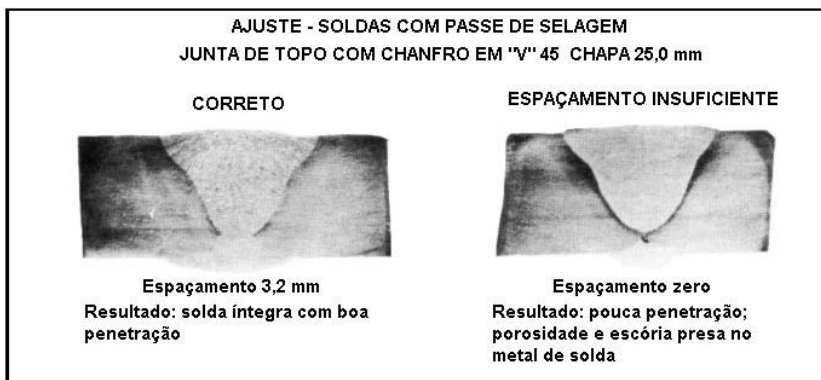 AJUSTE - SOLDAS COM PASSE DE SELAGEM
JUNTA DE TOPO COM CHANFRO EM "V" 45 CHAPA 25,0 mm
CORRETO
Espaçamento 3,2 mm
Resultado: solda íntegra com boa
penetração
ESPAÇAMENTO INSUFICIENTE
Espaçamento zero
Resultado: pouca penetração;
porosidade e escória presa no
metal de solda